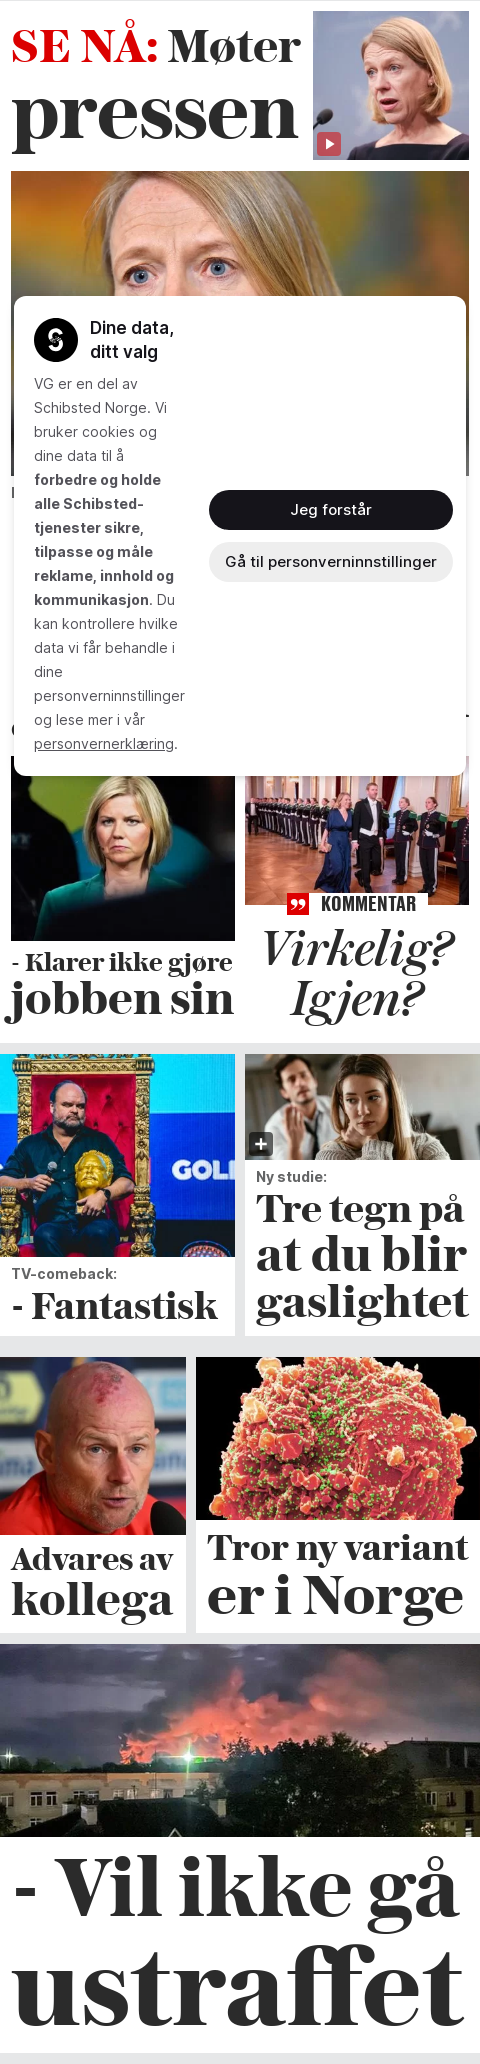 SE NÅ: Møter
pressen
Dine data,
ditt valg
VG er en del av
Schibsted Norge. Vi
bruker cookies og
dine data til å
forbedre og holde
alle Schibsted-
tjenester sikre,
tilpasse og måle
reklame, innhold og
kommunikasjon. Du
kan kontrollere hvilke
data vi får behandle i
dine
personverninnstillinger
og lese mer i vår
personvernerklæring.
Jeg forstår
Gå til personverninnstillinger
- Klarer ikke gjøre
jobben sin
KOMMENTAR
Virkelig?
Igjen?
GOL
TV-comeback:
- Fantastisk
Ny studie:
Tre tegn på
at du blir
gaslightet
Advares av
kollega
Tror ny variant
er i Norge
- Vil ikke gå
ustraffet